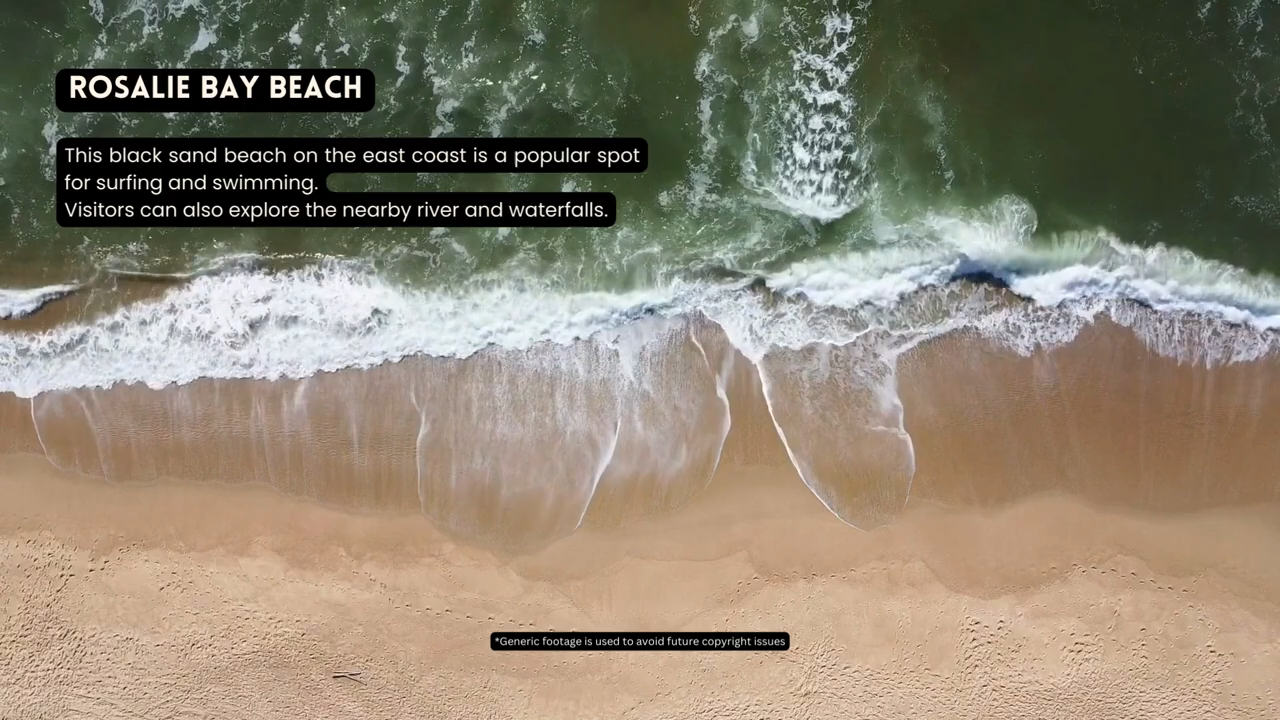 ROSALIE BAY BEACH
This black sand beach on the east coast is a popular spot
for surfing and swimming.
Visitors can also explore the nearby river and waterfalls.
*Generic footage is used to avoid future copyright issues